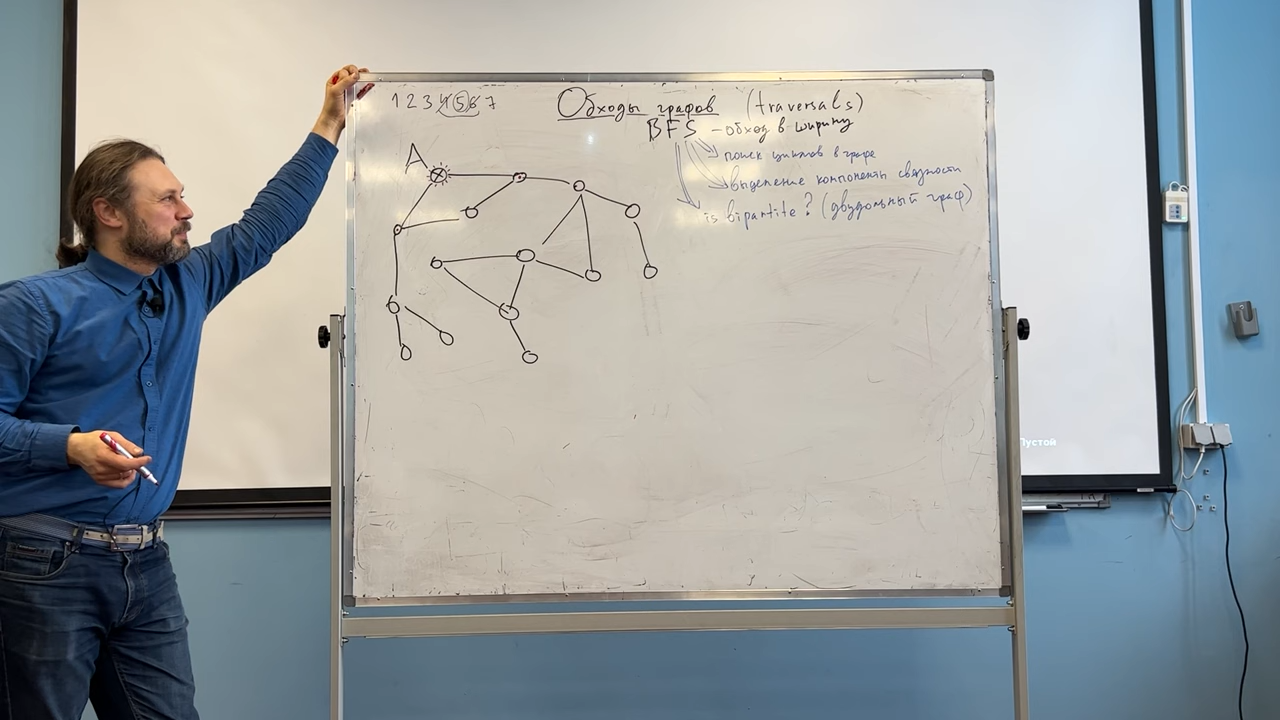 1 2 3 4 5 6 7
Обходы графов (traversals)
BFS - обход в ширину
поиск циклов в графе
выделение компоненты связности
is bipartite? (двудольный граф)
A
Пустой